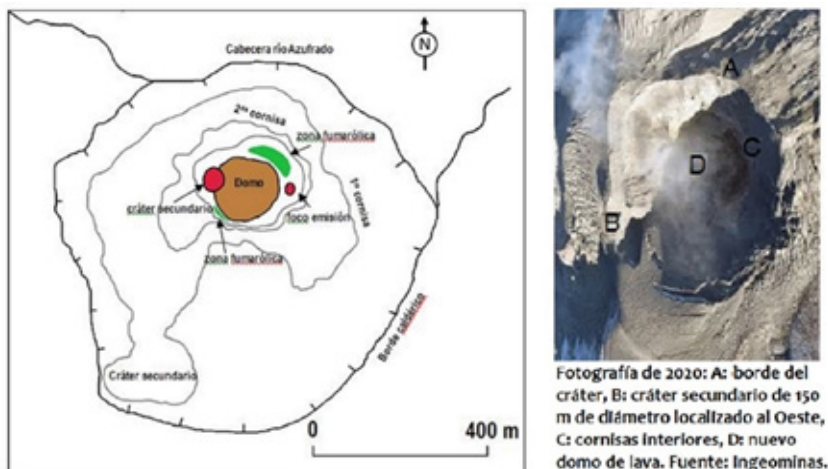 Cabecera río Azufrado
N
2da cornisa
zona fumarólica
Domo
cráter secundario
foco emisión
1a cornisa
zona fumarólica
Borde caldérico
Cráter secundario
0
400 m
A
C
D
B
Fotografía de 2020: A: borde del
cráter, B: cráter secundario de 150
m de diámetro localizado al Oeste,
C: cornisas interiores, D: nuevo
domo de lava. Fuente: Ingeominas.